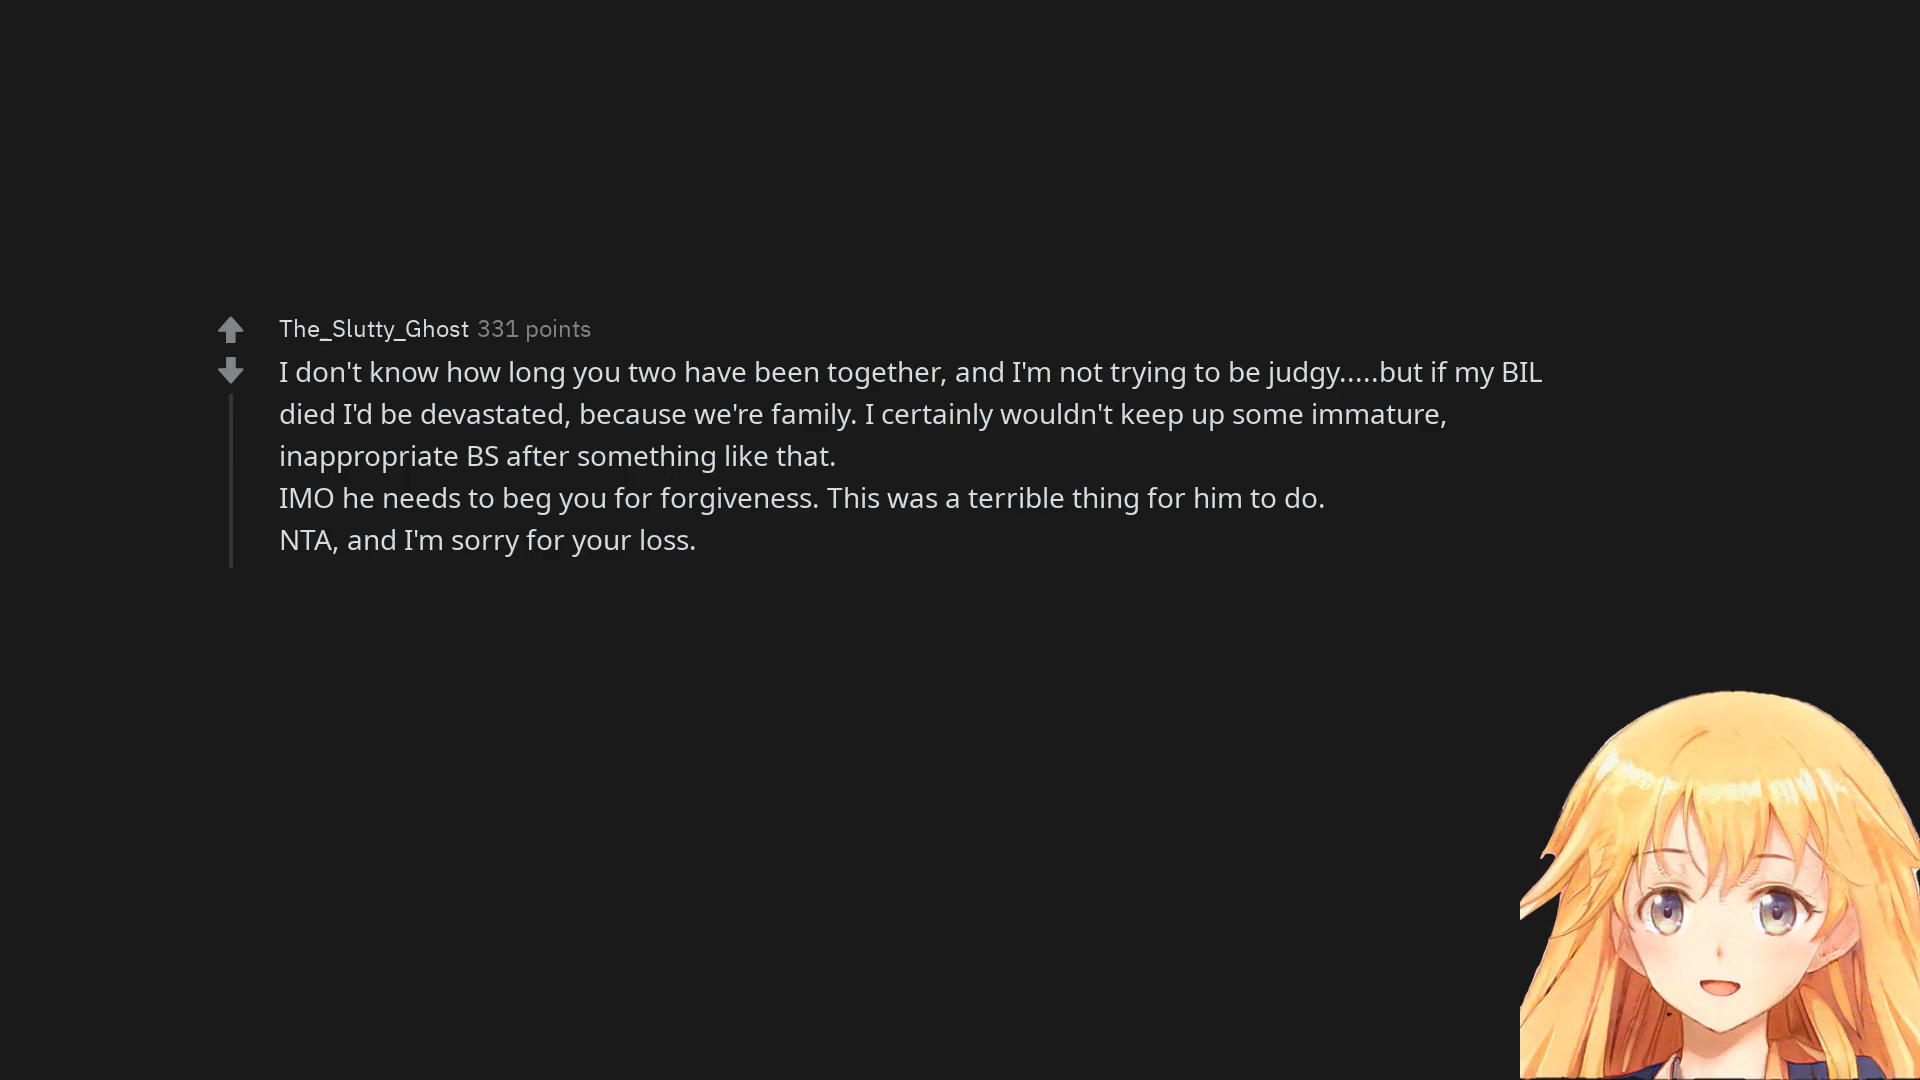 The_Slutty_Ghost 331 points
I don't know how long you two have been together, and I'm not trying to be judgy.....but if my BIL
died I'd be devastated, because we're family. I certainly wouldn't keep up some immature,
inappropriate BS after something like that.
IMO he needs to beg you for forgiveness. This was a terrible thing for him to do.
NTA, and I'm sorry for your loss.